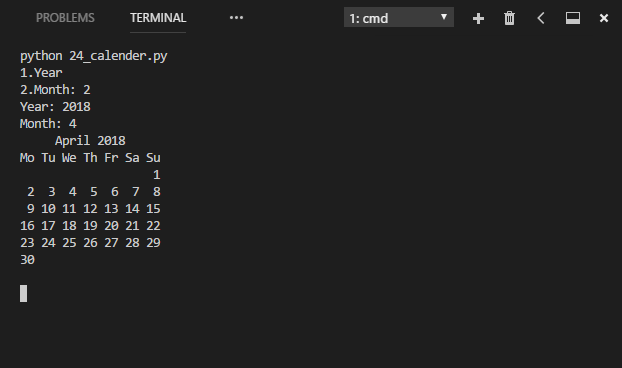 PROBLEMS TERMINAL ••• 1: cmd
python 24_calender.py
1.Year
2.Month: 2
Year: 2018
Month: 4
     April 2018
Mo Tu We Th Fr Sa Su
                   1
 2  3  4  5  6  7  8
 9 10 11 12 13 14 15
16 17 18 19 20 21 22
23 24 25 26 27 28 29
30